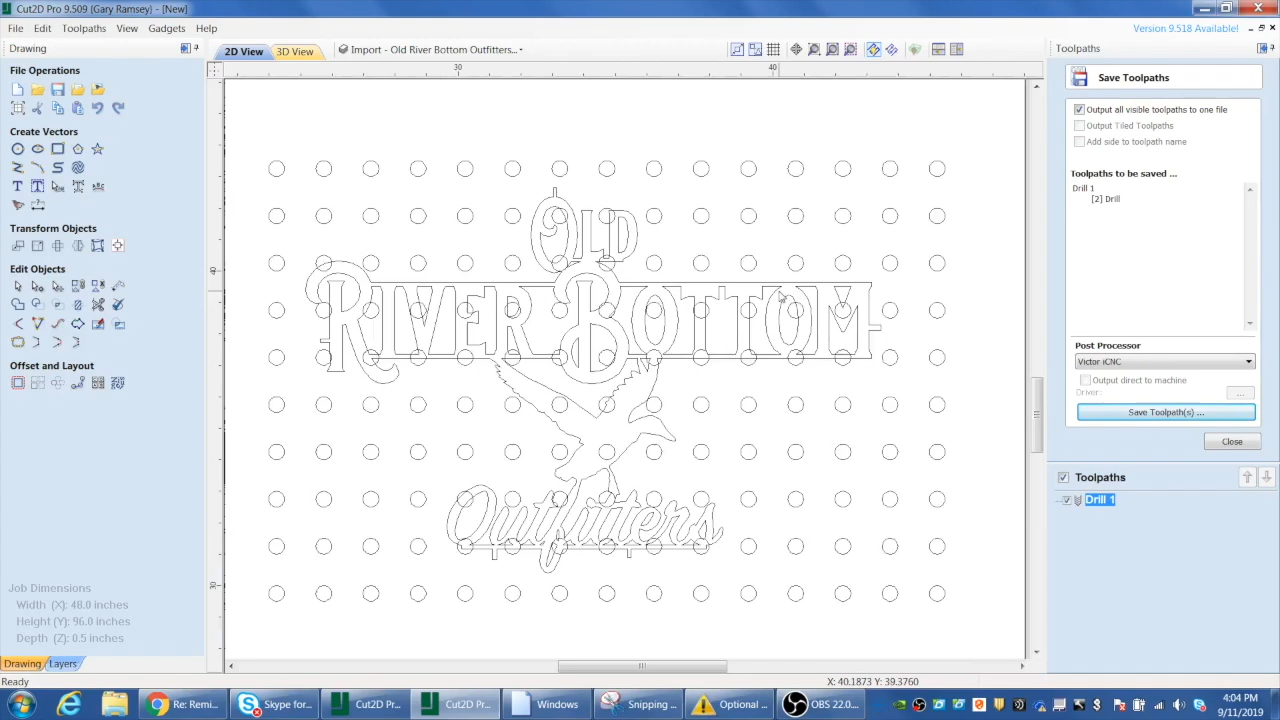 Cut2D Pro 9.509 (Gary Ramsey) - [New]
File Edit Toolpaths View Gadgets Help
Version 9.518 Available!
Drawing
2D View
3D View
Import - Old River Bottom Outfitters...
Toolpaths
File Operations
Create Vectors
Transform Objects
Edit Objects
Offset and Layout
Job Dimensions
Width (X): 48.0 inches
Height (Y): 96.0 inches
Depth (Z): 0.5 inches
Drawing
Layers
Ready
30
40
40
30
Old
River Bottom
Outfitters
X: 40.1873 Y: 39.3760
Save Toolpaths
Output all visible toolpaths to one file
Output Tiled Toolpaths
Add side to toolpath name
Toolpaths to be saved ...
Drill 1
[2] Drill
Post Processor
Victor iCNC
Output direct to machine
Driver:
...
Save Toolpath(s) ...
Close
Toolpaths
Drill 1
Re: Remi...
Skype for...
Cut2D Pr...
Cut2D Pr...
Windows
Snipping ...
Optional ...
OBS 22.0...
4:04 PM
9/11/2019